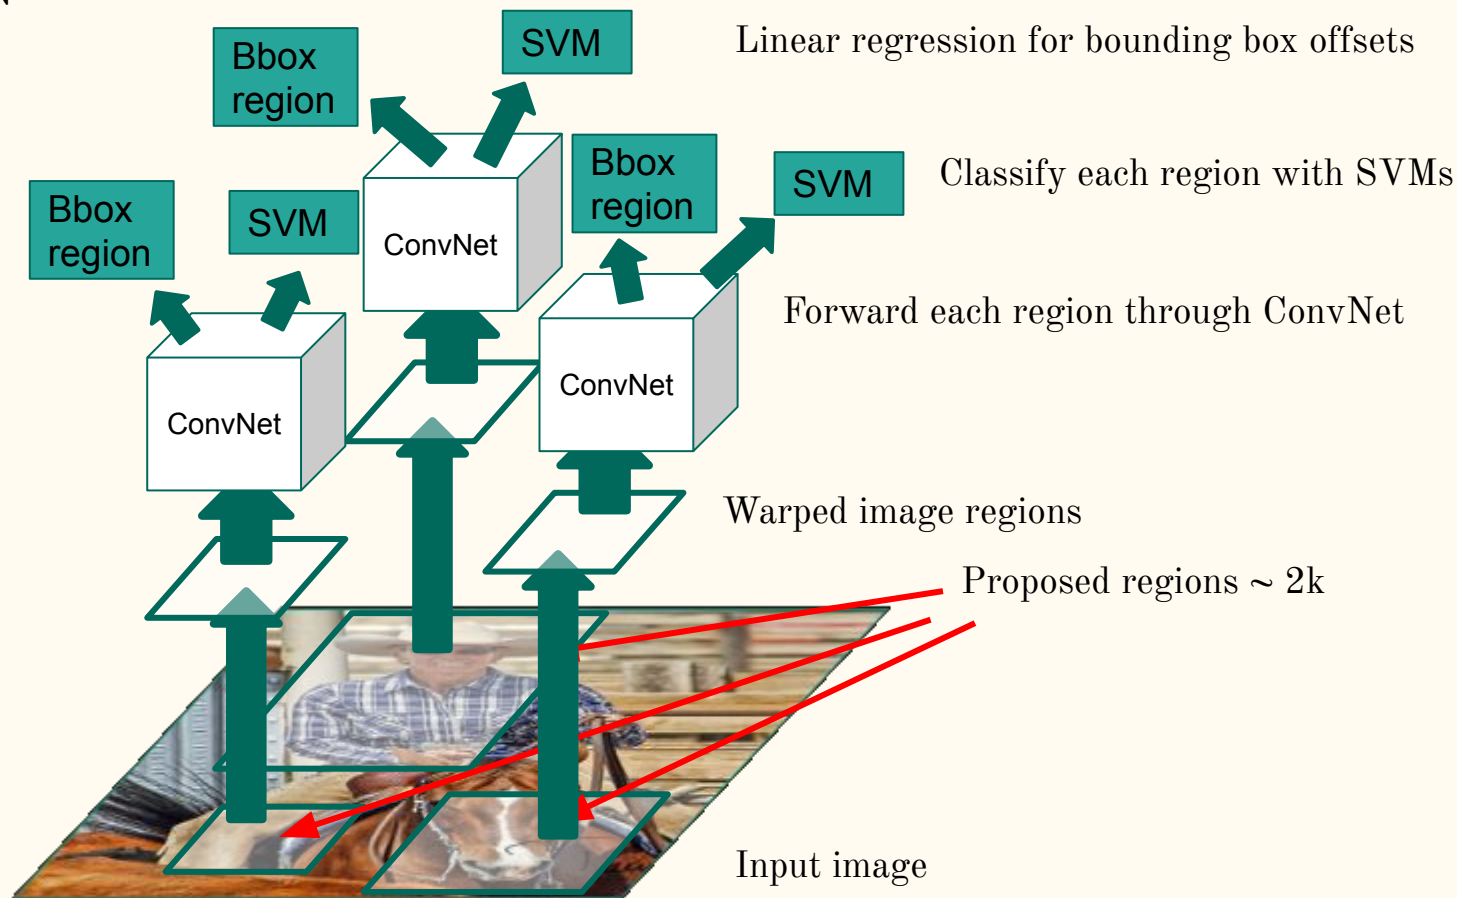 Bbox
region
SVM
Linear regression for bounding box offsets
Bbox
region
SVM
Classify each region with SVMs
Bbox
region
SVM
ConvNet
Forward each region through ConvNet
ConvNet
ConvNet
Warped image regions
Proposed regions ~ 2k
Input image